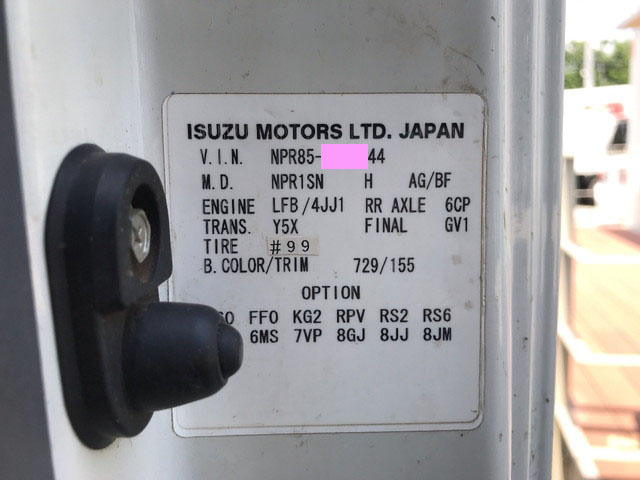 ISUZU MOTORS LTD. JAPAN
V.I.N. NPR85- 44
M.D. NPR1SN H AG/BF
ENGINE LFB/4JJ1 RR AXLE 6CP
TRANS. Y5X FINAL GV1
TIRE #99
B.COLOR/TRIM 729/155
OPTION
FFO KG2 RPV RS2 RS6
6MS 7VP 8GJ 8JJ 8JM